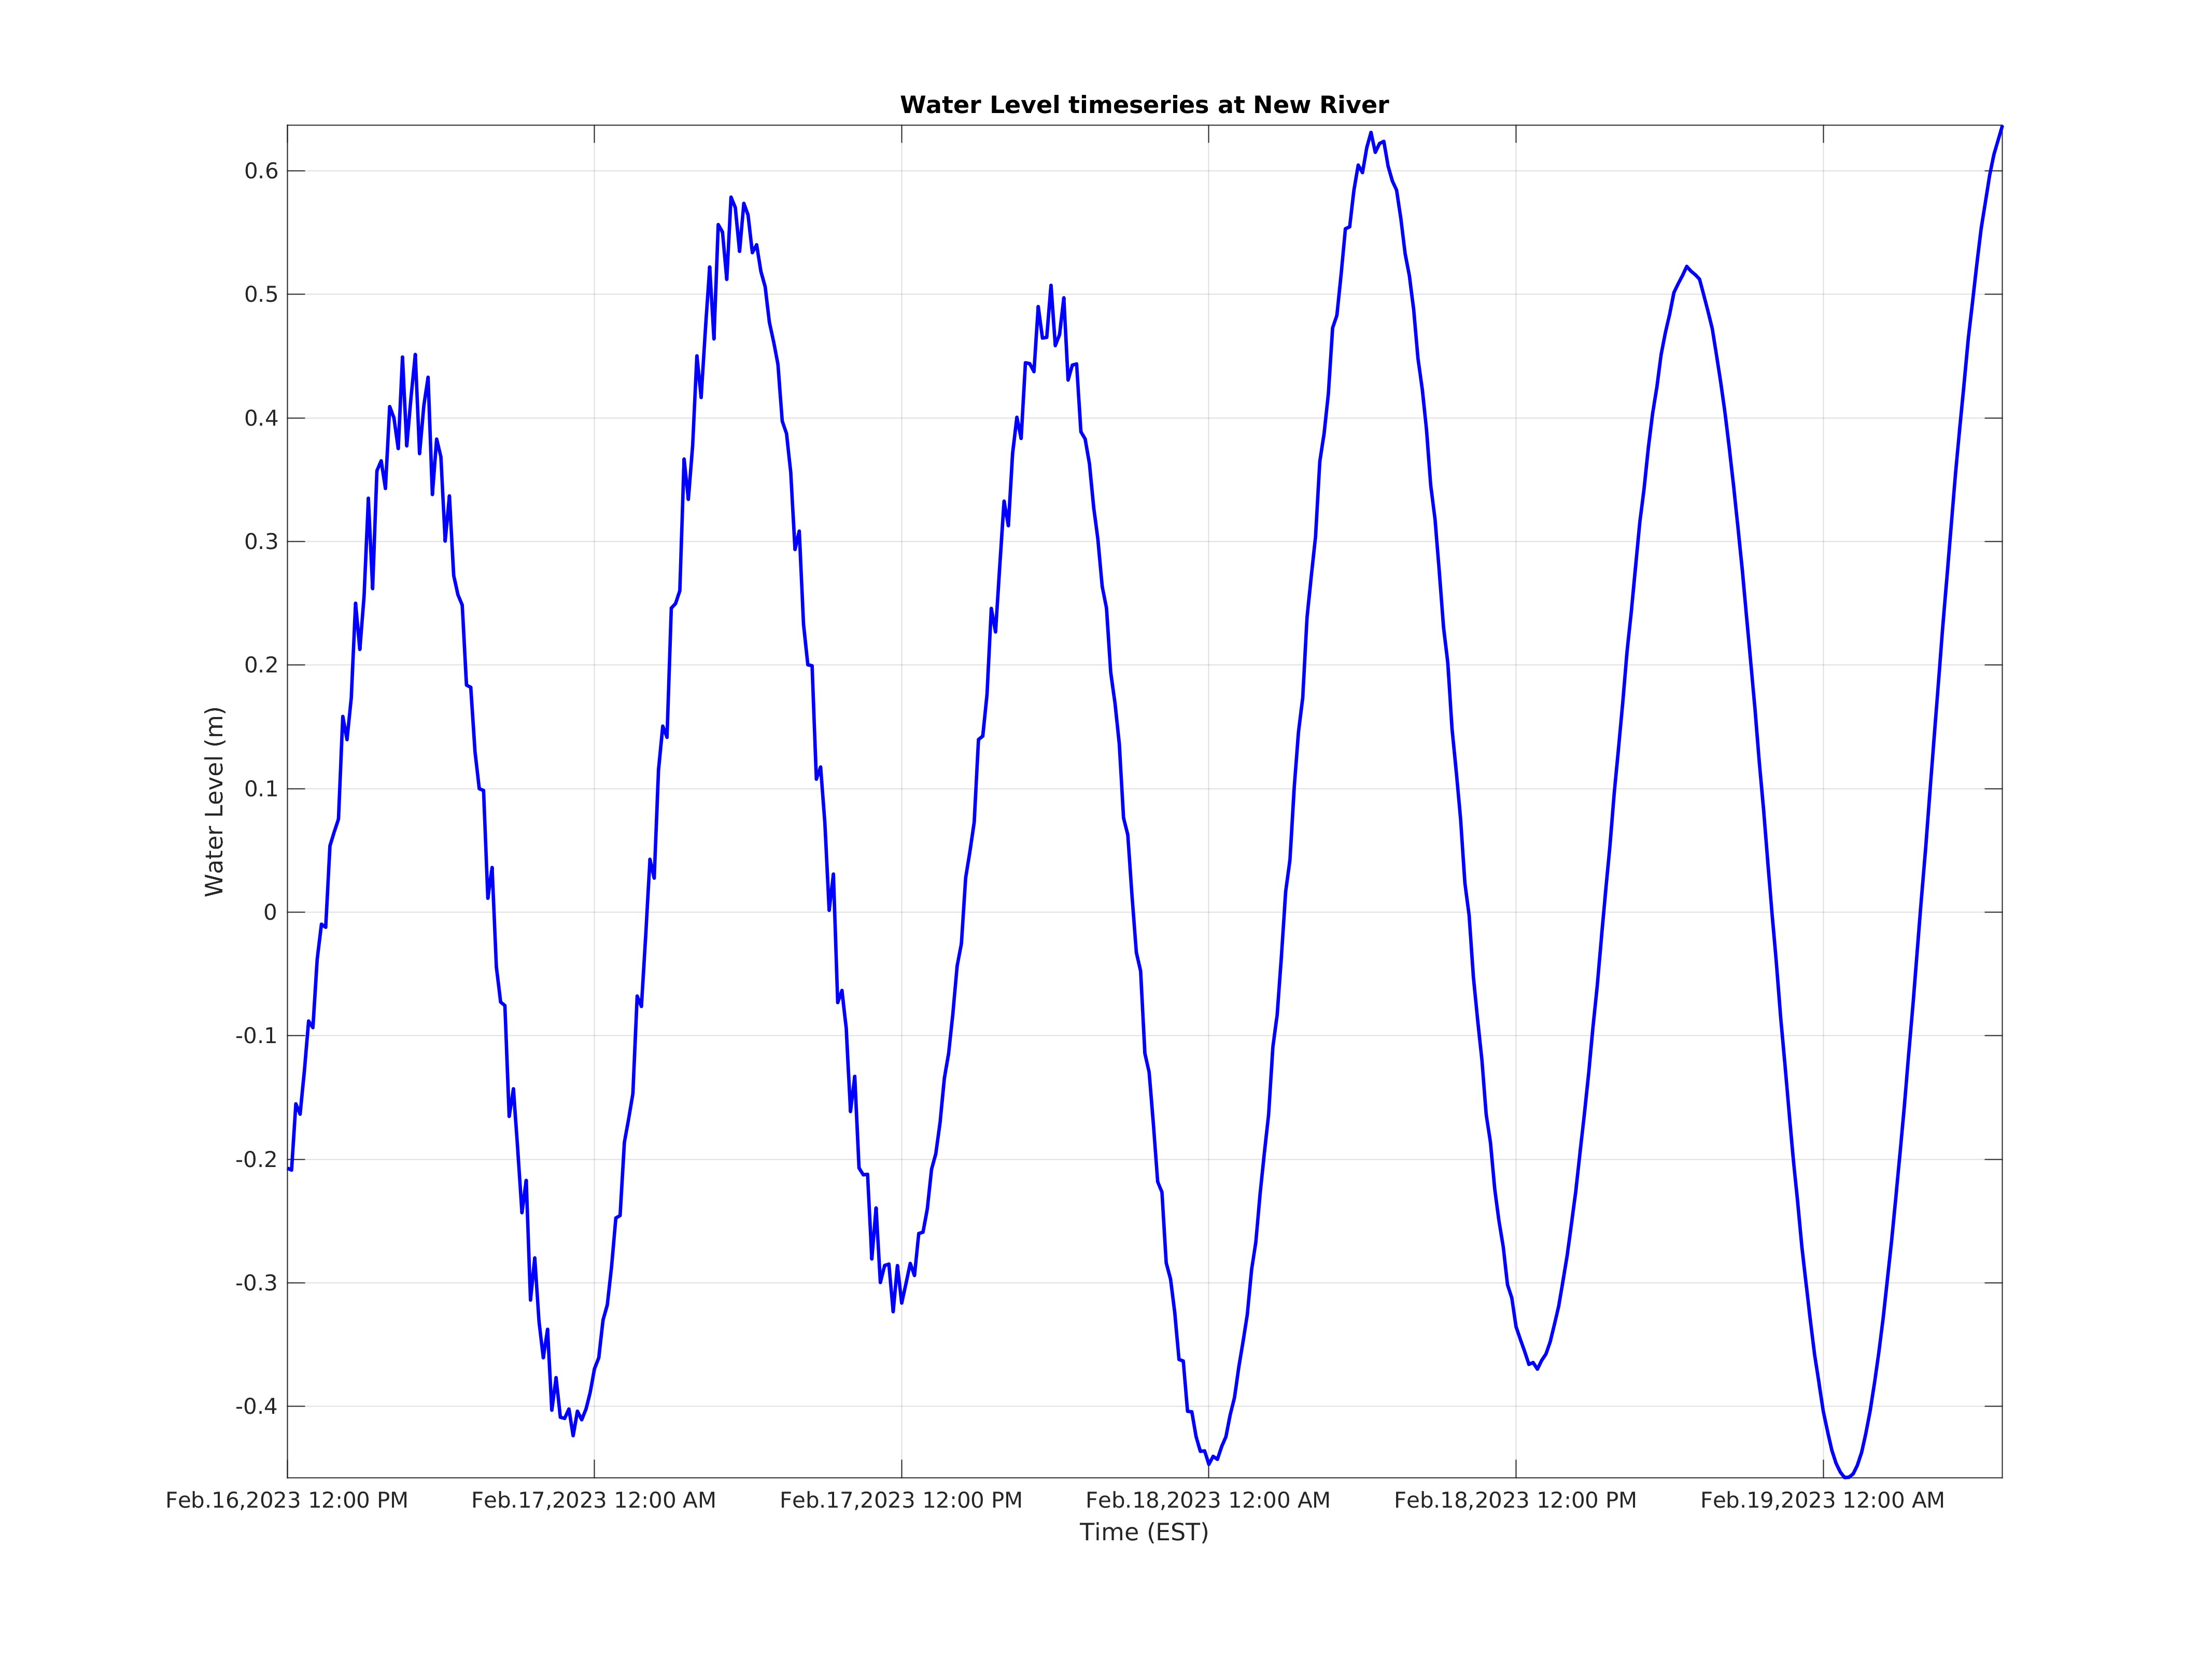 Water Level timeseries at New River
0.6
0.5
0.4
0.3
0.2
0.1
0
-0.1
-0.2
-0.3
-0.4
Water Level (m)
Feb.16,2023 12:00 PM Feb.17,2023 12:00 AM Feb.17,2023 12:00 PM Feb.18,2023 12:00 AM Feb.18,2023 12:00 PM Feb.19,2023 12:00 AM
Time (EST)